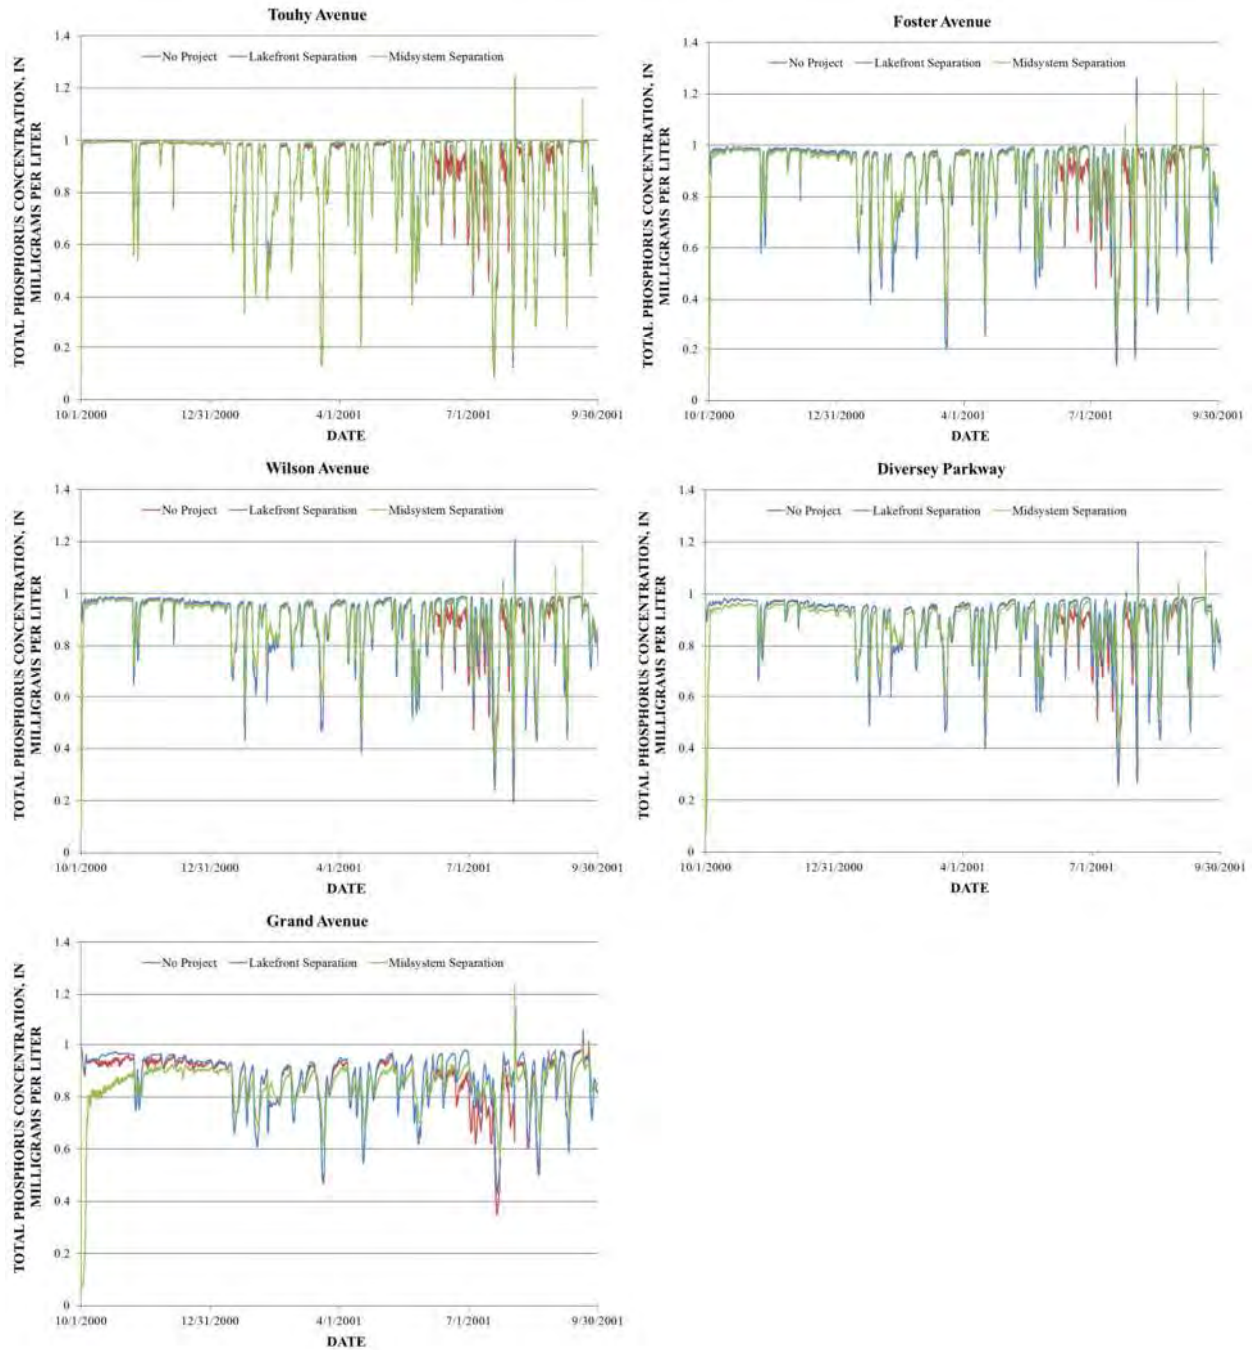 Touhy Avenue
1.4
No Project Lakefront Separation Midsystem Separation
1.2
1
0.8
0.6
0.4
0.2
0
TOTAL PHOSPHORUS CONCENTRATION, IN
MILLIGRAMS PER LITER
10/1/2000 12/31/2000 4/1/2001 7/1/2001 9/30/2001
DATE
Foster Avenue
1.4
No Project Lakefront Separation Midsystem Separation
1.2
1
0.8
0.6
0.4
0.2
0
TOTAL PHOSPHORUS CONCENTRATION, IN
MILLIGRAMS PER LITER
10/1/2000 12/31/2000 4/1/2001 7/1/2001 9/30/2001
DATE
Wilson Avenue
1.4
No Project Lakefront Separation Midsystem Separation
1.2
1
0.8
0.6
0.4
0.2
0
TOTAL PHOSPHORUS CONCENTRATION, IN
MILLIGRAMS PER LITER
10/1/2000 12/31/2000 4/1/2001 7/1/2001 9/30/2001
DATE
Diversey Parkway
1.4
No Project Lakefront Separation Midsystem Separation
1.2
1
0.8
0.6
0.4
0.2
0
TOTAL PHOSPHORUS CONCENTRATION, IN
MILLIGRAMS PER LITER
10/1/2000 12/31/2000 4/1/2001 7/1/2001 9/30/2001
DATE
Grand Avenue
1.4
No Project Lakefront Separation Midsystem Separation
1.2
1
0.8
0.6
0.4
0.2
0
TOTAL PHOSPHORUS CONCENTRATION, IN
MILLIGRAMS PER LITER
10/1/2000 12/31/2000 4/1/2001 7/1/2001 9/30/2001
DATE